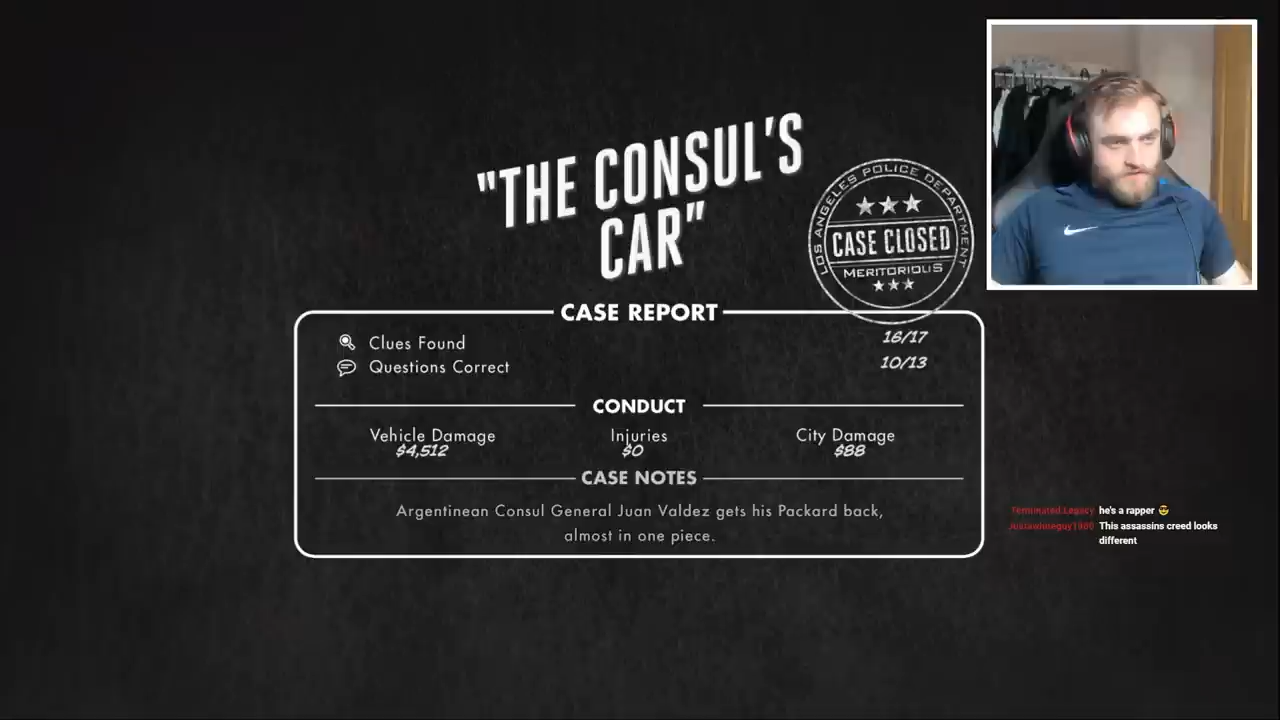 "THE CONSUL'S
CAR"
LOS ANGELES POLICE DEPARTMENT
CASE CLOSED
MERITORIOUS
CASE REPORT
Clues Found 16/17
Questions Correct 10/13
CONDUCT
Vehicle Damage Injuries City Damage
$4,512 $0 $88
CASE NOTES
Argentinean Consul General Juan Valdez gets his Packard back,
almost in one piece.
Terminated Legacy he's a rapper 😎
This assassins creed looks
different